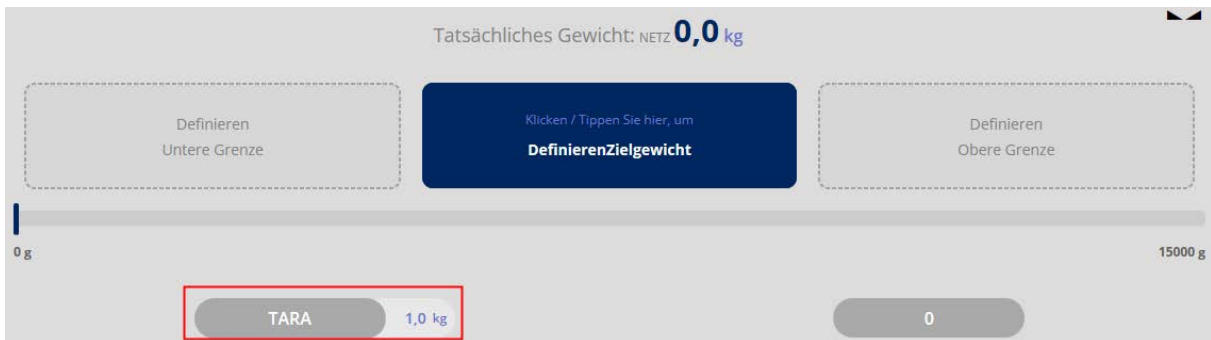 Tatsächliches Gewicht: NETZ 0,0 kg
Definieren
Untere Grenze
Klicken / Tippen Sie hier, um
DefinierenZielgewicht
Definieren
Obere Grenze
0 g
15000 g
TARA 1,0 kg
0